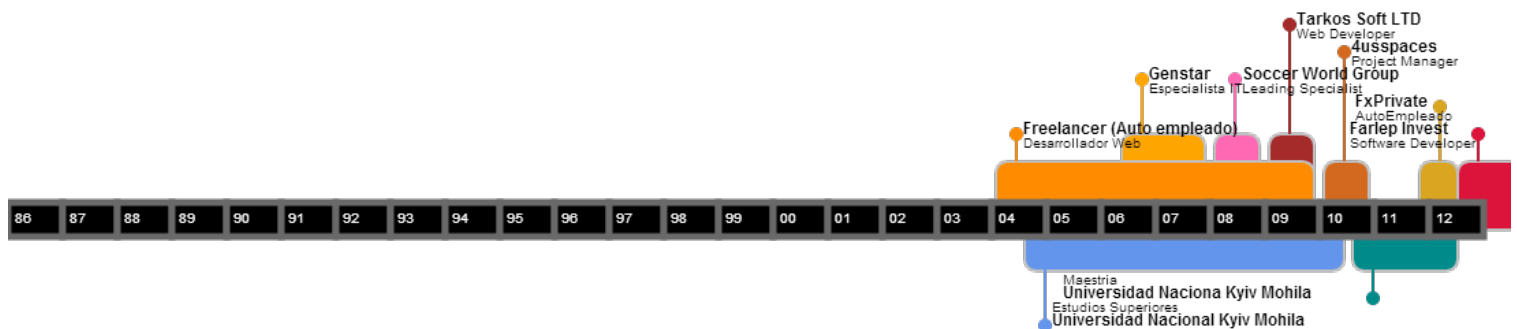 Tarkos Soft LTD
Web Developer
4usspaces
Project Manager
Genstar
Especialista IT
Soccer World Group
Leading Specialist
FxPrivate
AutoEmpleado
Freelancer (Auto empleado)
Desarrollador Web
Farlep Invest
Software Developer
86 87 88 89 90 91 92 93 94 95 96 97 98 99 00 01 02 03 04 05 06 07 08 09 10 11 12
Maestria
Universidad Naciona Kyiv Mohila
Estudios Superiores
Universidad Nacional Kyiv Mohila